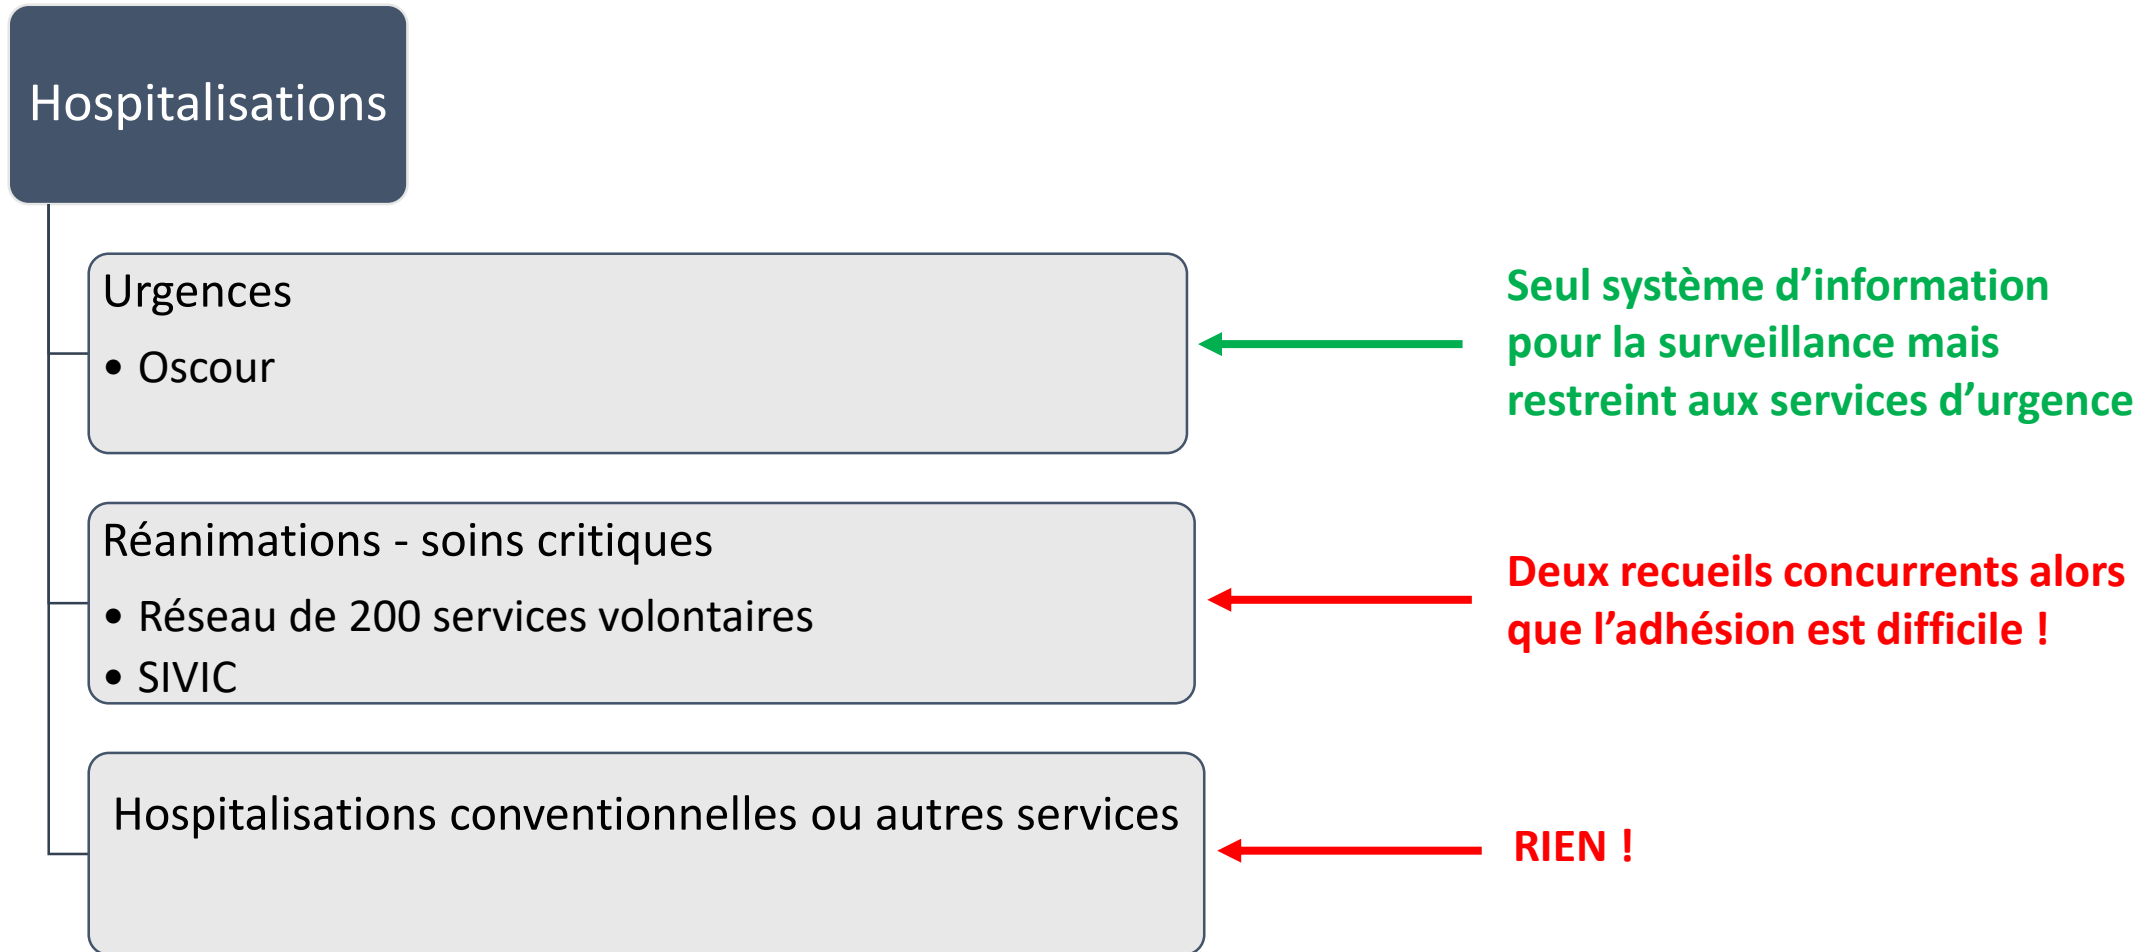 Hospitalisations
Urgences
• Oscour
Seul système d’information
pour la surveillance mais
restreint aux services d’urgence
Réanimations - soins critiques
• Réseau de 200 services volontaires
• SIVIC
Deux recueils concurrents alors
que l’adhésion est difficile !
Hospitalisations conventionnelles ou autres services
RIEN !